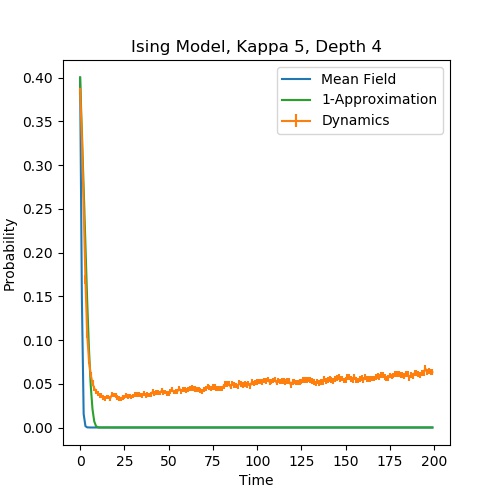 Ising Model, Kappa 5, Depth 4
Mean Field
1-Approximation
Dynamics
Probability
0.40
0.35
0.30
0.25
0.20
0.15
0.10
0.05
0.00
0 25 50 75 100 125 150 175 200
Time